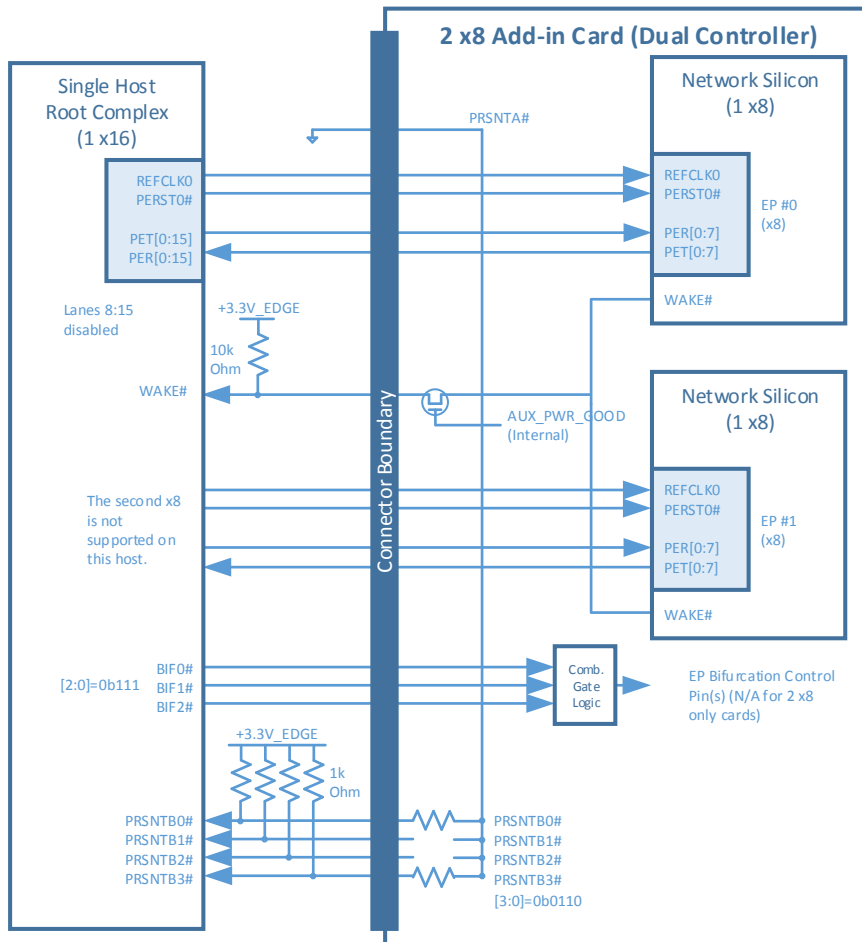 2 x8 Add-in Card (Dual Controller)
Single Host
Root Complex
(1 x16)
REFCLK0
PERST0#
PET[0:15]
PER[0:15]
Lanes 8:15
disabled
+3.3V_EDGE
10k
Ohm
WAKE#
The second x8
is not
supported on
this host.
[2:0]=0b111
BIF0#
BIF1#
BIF2#
+3.3V_EDGE
1k
Ohm
PRSNTB0#
PRSNTB1#
PRSNTB2#
PRSNTB3#
Connector Boundary
PRSNTA#
AUX_PWR_GOOD
(Internal)
Network Silicon
(1 x8)
REFCLK0
PERST0#
PER[0:7]
PET[0:7]
EP #0
(x8)
WAKE#
Network Silicon
(1 x8)
REFCLK0
PERST0#
PER[0:7]
PET[0:7]
EP #1
(x8)
WAKE#
Comb.
Gate
Logic
EP Bifurcation Control
Pin(s) (N/A for 2 x8
only cards)
PRSNTB0#
PRSNTB1#
PRSNTB2#
PRSNTB3#
[3:0]=0b0110